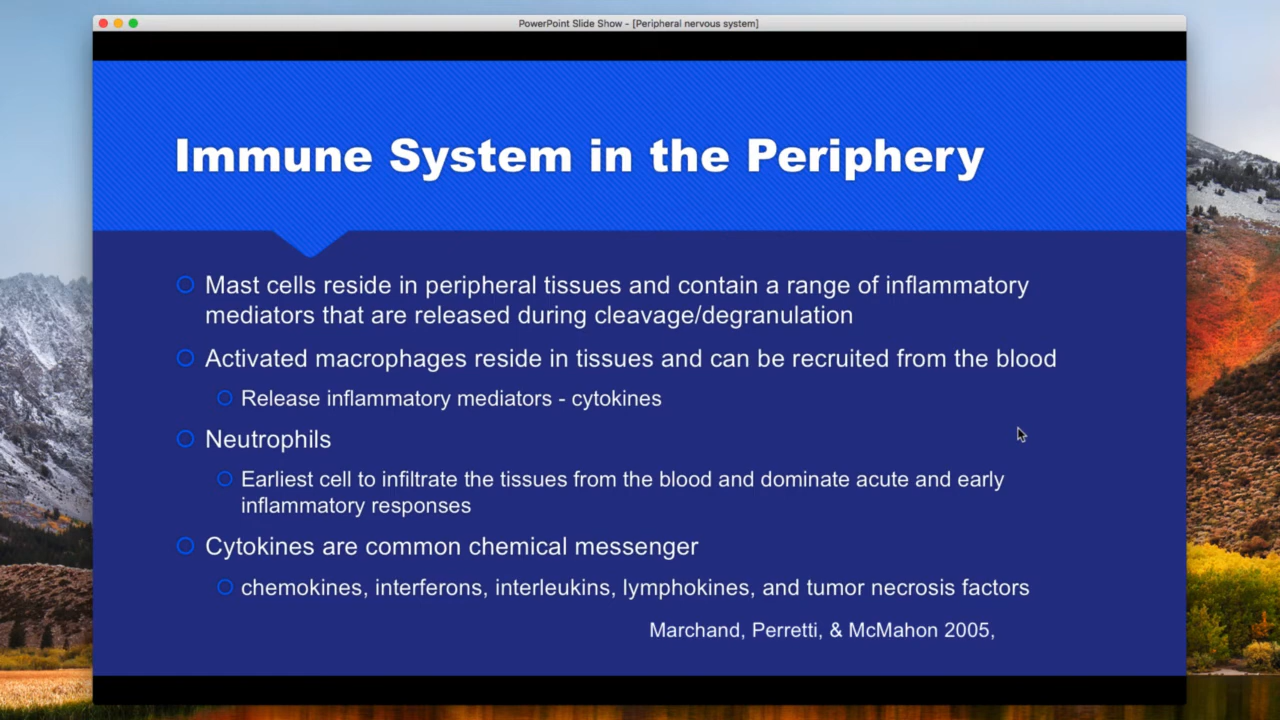 PowerPoint Slide Show - [Peripheral nervous system]
Immune System in the Periphery
Mast cells reside in peripheral tissues and contain a range of inflammatory
mediators that are released during cleavage/degranulation
Activated macrophages reside in tissues and can be recruited from the blood
Release inflammatory mediators - cytokines
Neutrophils
Earliest cell to infiltrate the tissues from the blood and dominate acute and early
inflammatory responses
Cytokines are common chemical messenger
chemokines, interferons, interleukins, lymphokines, and tumor necrosis factors
Marchand, Perretti, & McMahon 2005,